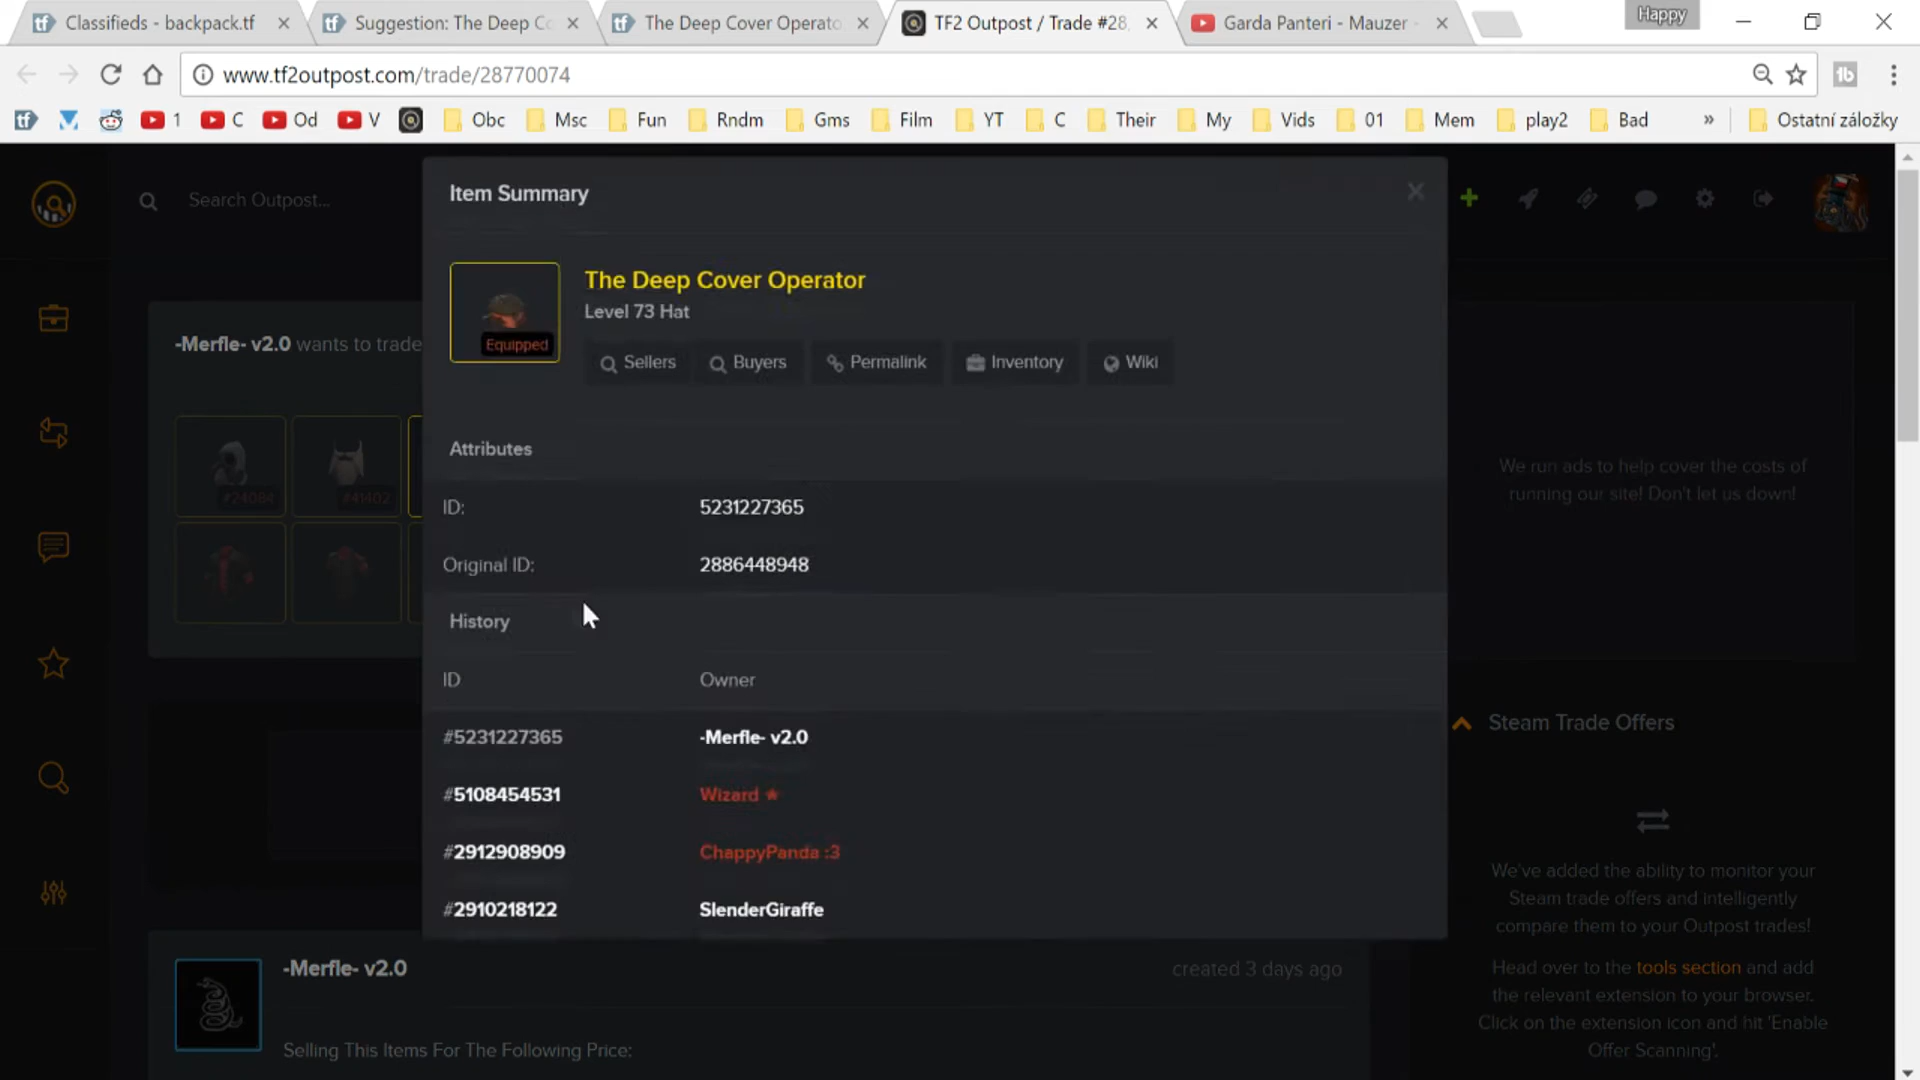 Classifieds - backpack.tf
Suggestion: The Deep Co
The Deep Cover Operato
TF2 Outpost / Trade #28
Garda Panteri - Mauzer -
Happy
www.tf2outpost.com/trade/28770074
1
C
Od
V
Obc
Msc
Fun
Rndm
Gms
Film
YT
C
Their
My
Vids
01
Mem
play2
Bad
»
Ostatní záložky
Search Outpost...
Item Summary
The Deep Cover Operator
Level 73 Hat
Equipped
Sellers
Buyers
Permalink
Inventory
Wiki
-Merfle- v2.0 wants to trade
#24084
#41402
Attributes
ID: 5231227365
Original ID: 2886448948
History
ID Owner
#5231227365 -Merfle- v2.0
#5108454531 Wizard ★
#2912908909 ChappyPanda :3
#2910218122 SlenderGiraffe
We run ads to help cover the costs of
running our site! Don't let us down!
Steam Trade Offers
We've added the ability to monitor your
Steam trade offers and intelligently
compare them to your Outpost trades!
Head over to the tools section and add
the relevant extension to your browser.
Click on the extension icon and hit 'Enable
Offer Scanning'.
-Merfle- v2.0
created 3 days ago
Selling This Items For The Following Price: